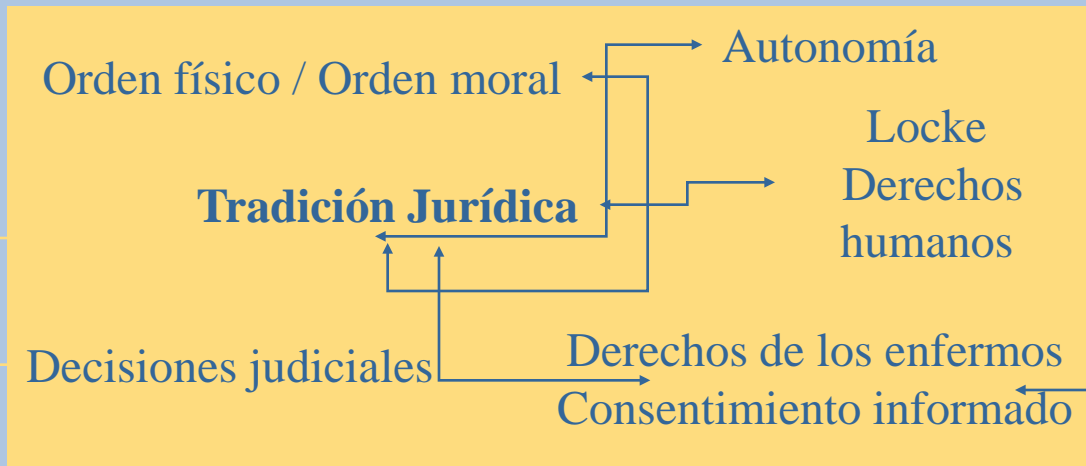 Autonomía
Orden físico / Orden moral
Locke
Derechos
humanos
Tradición Jurídica
Decisiones judiciales
Derechos de los enfermos
Consentimiento informado